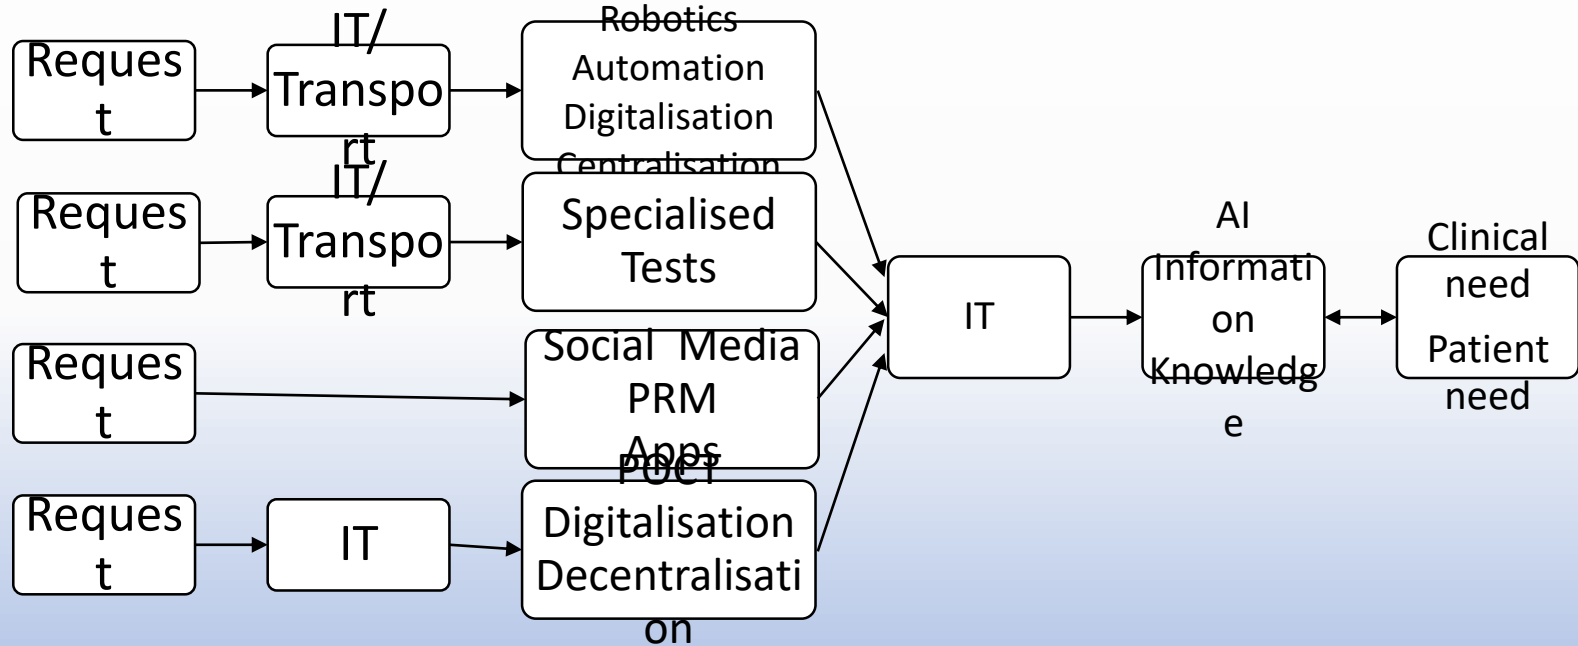 Reques
t
IT/
Transpo
rt
Robotics
Automation
Digitalisation
Centralisation
Reques
t
IT/
Transpo
rt
Specialised
Tests
Reques
t
Social Media
PRM
Apps
Reques
t
IT
POCT
Digitalisation
Decentralisati
on
IT
AI
Informati
on
Knowledg
e
Clinical
need
Patient
need